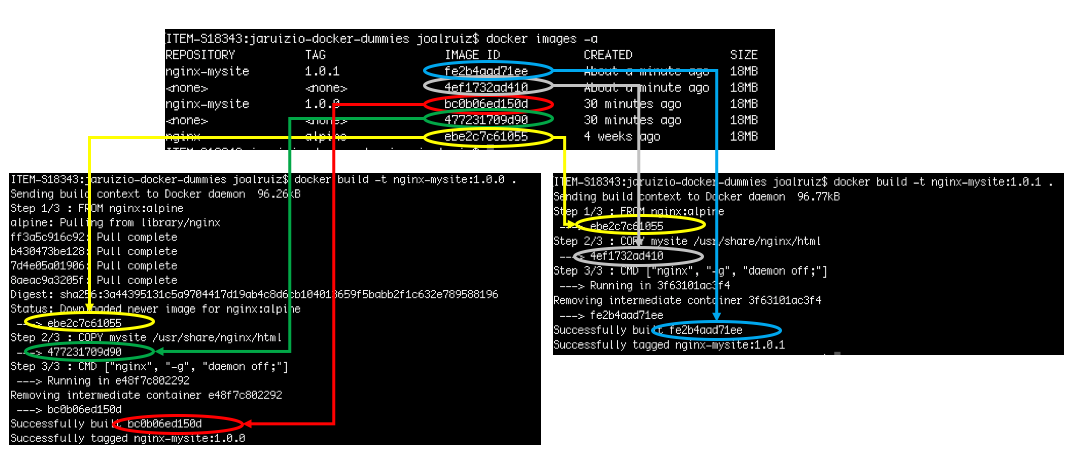 ITEM-S18343:jaruizio-docker-dummies joalruiz$ docker images -a
REPOSITORY TAG IMAGE ID CREATED SIZE
nginx-mysite 1.0.1 fe2b4aad71ee About a minute ago 18MB
<none> <none> 4ef1732ad410 About a minute ago 18MB
nginx-mysite 1.0.0 bc0b06ed150d 30 minutes ago 18MB
<none> <none> 477231709d90 30 minutes ago 18MB
nginx alpine ebe2c7c61055 4 weeks ago 18MB
ITEM-S18343:jaruizio-docker-dummies joalruiz$ docker build -t nginx-mysite:1.0.0 .
Sending build context to Docker daemon 96.26kB
Step 1/3 : FROM nginx:alpine
alpine: Pulling from library/nginx
ff3a5c916c92: Pull complete
b430473be128: Pull complete
7d4e05a01906: Pull complete
8aeac9a3205f: Pull complete
Digest: sha256:3a44395131c5a9704417d19ab4c8d6cb104013659f5babb2f1c632e789588196
Status: Downloaded newer image for nginx:alpine
---> ebe2c7c61055
Step 2/3 : COPY mysite /usr/share/nginx/html
---> 477231709d90
Step 3/3 : CMD ["nginx", "-g", "daemon off;"]
---> Running in e48f7c802292
Removing intermediate container e48f7c802292
---> bc0b06ed150d
Successfully built bc0b06ed150d
Successfully tagged nginx-mysite:1.0.0
ITEM-S18343:jaruizio-docker-dummies joalruiz$ docker build -t nginx-mysite:1.0.1 .
Sending build context to Docker daemon 96.77kB
Step 1/3 : FROM nginx:alpine
---> ebe2c7c61055
Step 2/3 : COPY mysite /usr/share/nginx/html
---> 4ef1732ad410
Step 3/3 : CMD ["nginx", "-g", "daemon off;"]
---> Running in 3f63101ac3f4
Removing intermediate container 3f63101ac3f4
---> fe2b4aad71ee
Successfully built fe2b4aad71ee
Successfully tagged nginx-mysite:1.0.1